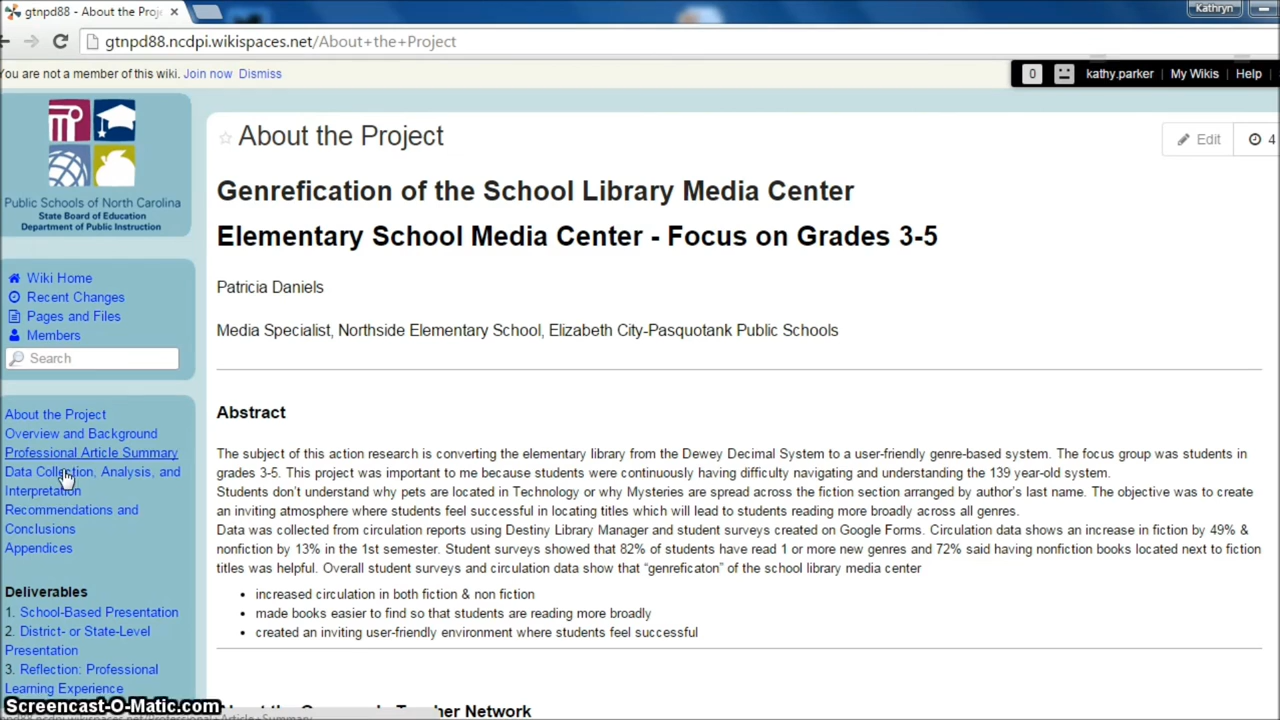 gtnpd88 - About the Proj
Kathryn
gtnpd88.ncdpi.wikispaces.net/About+the+Project
You are not a member of this wiki. Join now Dismiss
0 kathy.parker My Wikis Help
Public Schools of North Carolina
State Board of Education
Department of Public Instruction
Wiki Home
Recent Changes
Pages and Files
Members
Search
About the Project
Overview and Background
Professional Article Summary
Data Collection, Analysis, and
Interpretation
Recommendations and
Conclusions
Appendices
Deliverables
1. School-Based Presentation
2. District- or State-Level
Presentation
3. Reflection: Professional
Learning Experience
Screencast-O-Matic.com
About the Project
Edit 4
Genrefication of the School Library Media Center
Elementary School Media Center - Focus on Grades 3-5
Patricia Daniels
Media Specialist, Northside Elementary School, Elizabeth City-Pasquotank Public Schools
Abstract
The subject of this action research is converting the elementary library from the Dewey Decimal System to a user-friendly genre-based system. The focus group was students in
grades 3-5. This project was important to me because students were continuously having difficulty navigating and understanding the 139 year-old system.
Students don't understand why pets are located in Technology or why Mysteries are spread across the fiction section arranged by author's last name. The objective was to create
an inviting atmosphere where students feel successful in locating titles which will lead to students reading more broadly across all genres.
Data was collected from circulation reports using Destiny Library Manager and student surveys created on Google Forms. Circulation data shows an increase in fiction by 49% &
nonfiction by 13% in the 1st semester. Student surveys showed that 82% of students have read 1 or more new genres and 72% said having nonfiction books located next to fiction
titles was helpful. Overall student surveys and circulation data show that “genreficaton” of the school library media center
• increased circulation in both fiction & non fiction
• made books easier to find so that students are reading more broadly
• created an inviting user-friendly environment where students feel successful
her Network